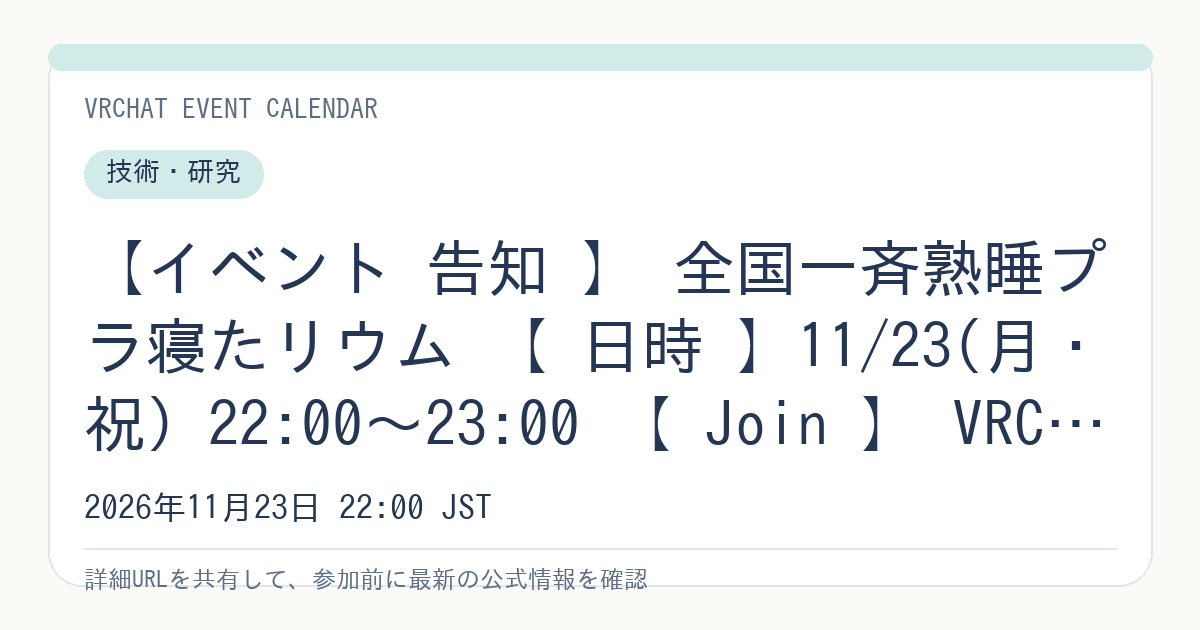 VRCHAT EVENT CALENDAR
技術・研究
【イベント 告知 】 全国一斉熟睡プ
ラ寝たリウム 【 日時 】11/23(月・
祝) 22:00〜23:00 【 Join 】 VRC…
2026年11月23日 22:00 JST
詳細URLを共有して、参加前に最新の公式情報を確認